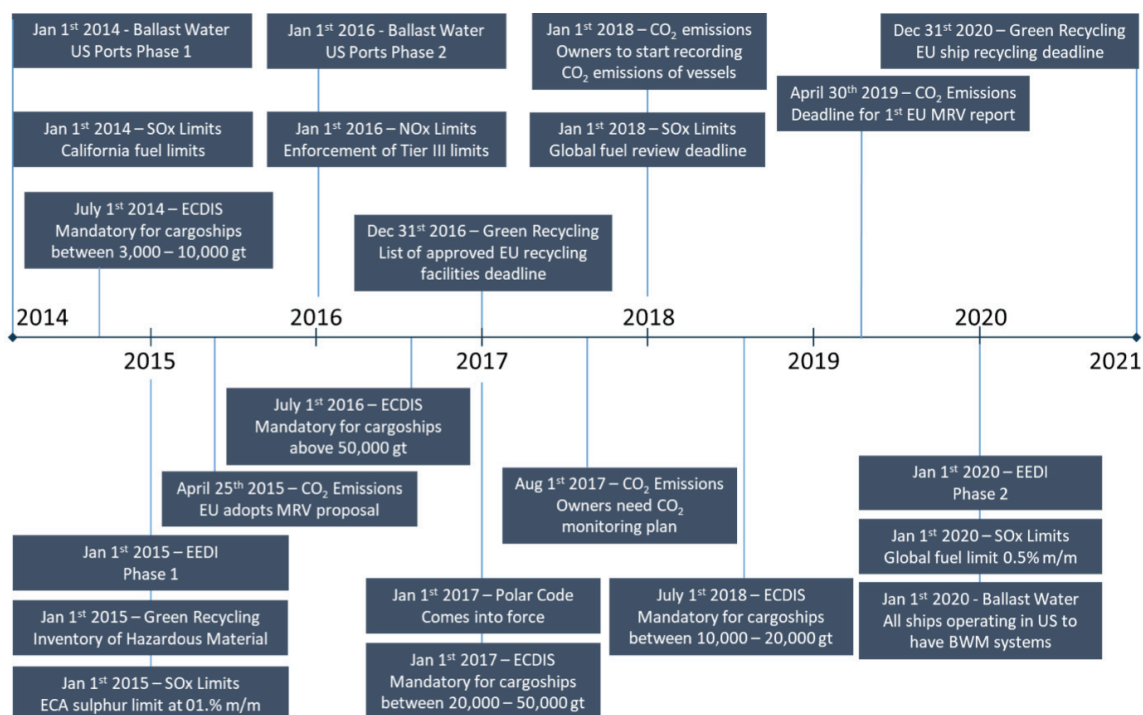 Jan 1st 2014 - Ballast Water
US Ports Phase 1
Jan 1st 2016 - Ballast Water
US Ports Phase 2
Jan 1st 2018 – CO2 emissions
Owners to start recording
CO2 emissions of vessels
Dec 31st 2020 – Green Recycling
EU ship recycling deadline
April 30th 2019 – CO2 Emissions
Deadline for 1st EU MRV report
Jan 1st 2014 – SOx Limits
California fuel limits
Jan 1st 2016 – NOx Limits
Enforcement of Tier III limits
Jan 1st 2018 – SOx Limits
Global fuel review deadline
July 1st 2014 – ECDIS
Mandatory for cargoships
between 3,000 – 10,000 gt
Dec 31st 2016 – Green Recycling
List of approved EU recycling
facilities deadline
2014
2016
2018
2020
2015
2017
2019
2021
July 1st 2016 – ECDIS
Mandatory for cargoships
above 50,000 gt
April 25th 2015 – CO2 Emissions
EU adopts MRV proposal
Aug 1st 2017 – CO2 Emissions
Owners need CO2
monitoring plan
Jan 1st 2020 – EEDI
Phase 2
Jan 1st 2015 – EEDI
Phase 1
Jan 1st 2020 – SOx Limits
Global fuel limit 0.5% m/m
Jan 1st 2015 – Green Recycling
Inventory of Hazardous Material
Jan 1st 2017 – Polar Code
Comes into force
July 1st 2018 – ECDIS
Mandatory for cargoships
between 10,000 – 20,000 gt
Jan 1st 2020 - Ballast Water
All ships operating in US to
have BWM systems
Jan 1st 2015 – SOx Limits
ECA sulphur limit at 01.% m/m
Jan 1st 2017 – ECDIS
Mandatory for cargoships
between 20,000 – 50,000 gt